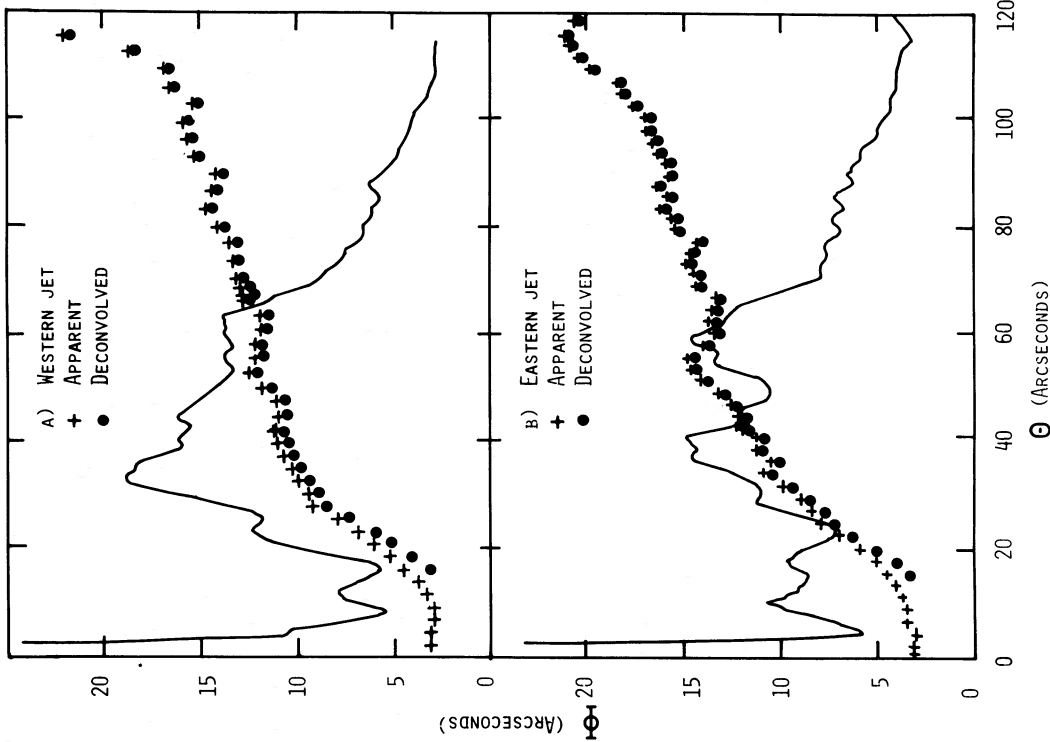 A) WESTERN JET
+ APPARENT
● DECONVOLVED
20
15
10
5
0
B) EASTERN JET
+ APPARENT
● DECONVOLVED
20
15
10
5
0
Φ (ARCSECONDS)
0
20
40
60
80
100
120
Θ (ARCSECONDS)